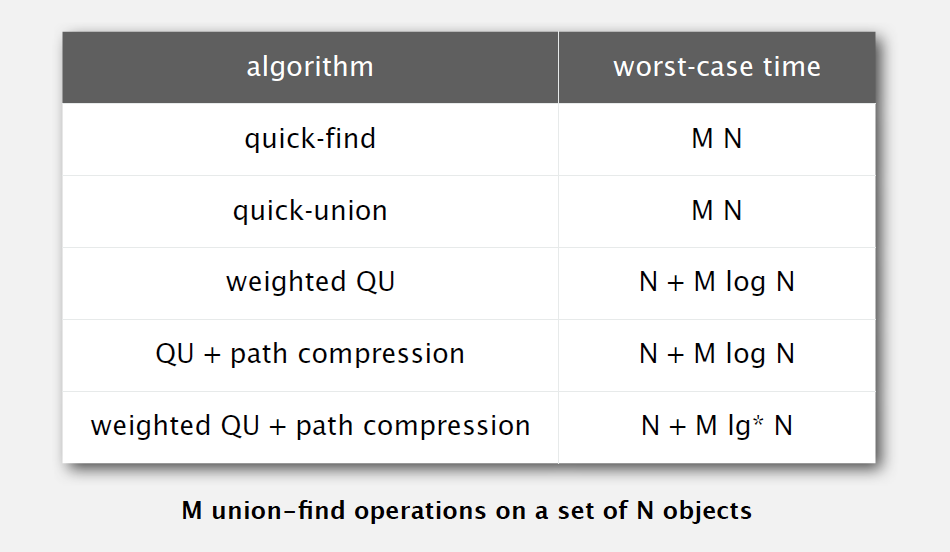 algorithm worst-case time
quick-find M N
quick-union M N
weighted QU N + M log N
QU + path compression N + M log N
weighted QU + path compression N + M lg* N
M union–find operations on a set of N objects